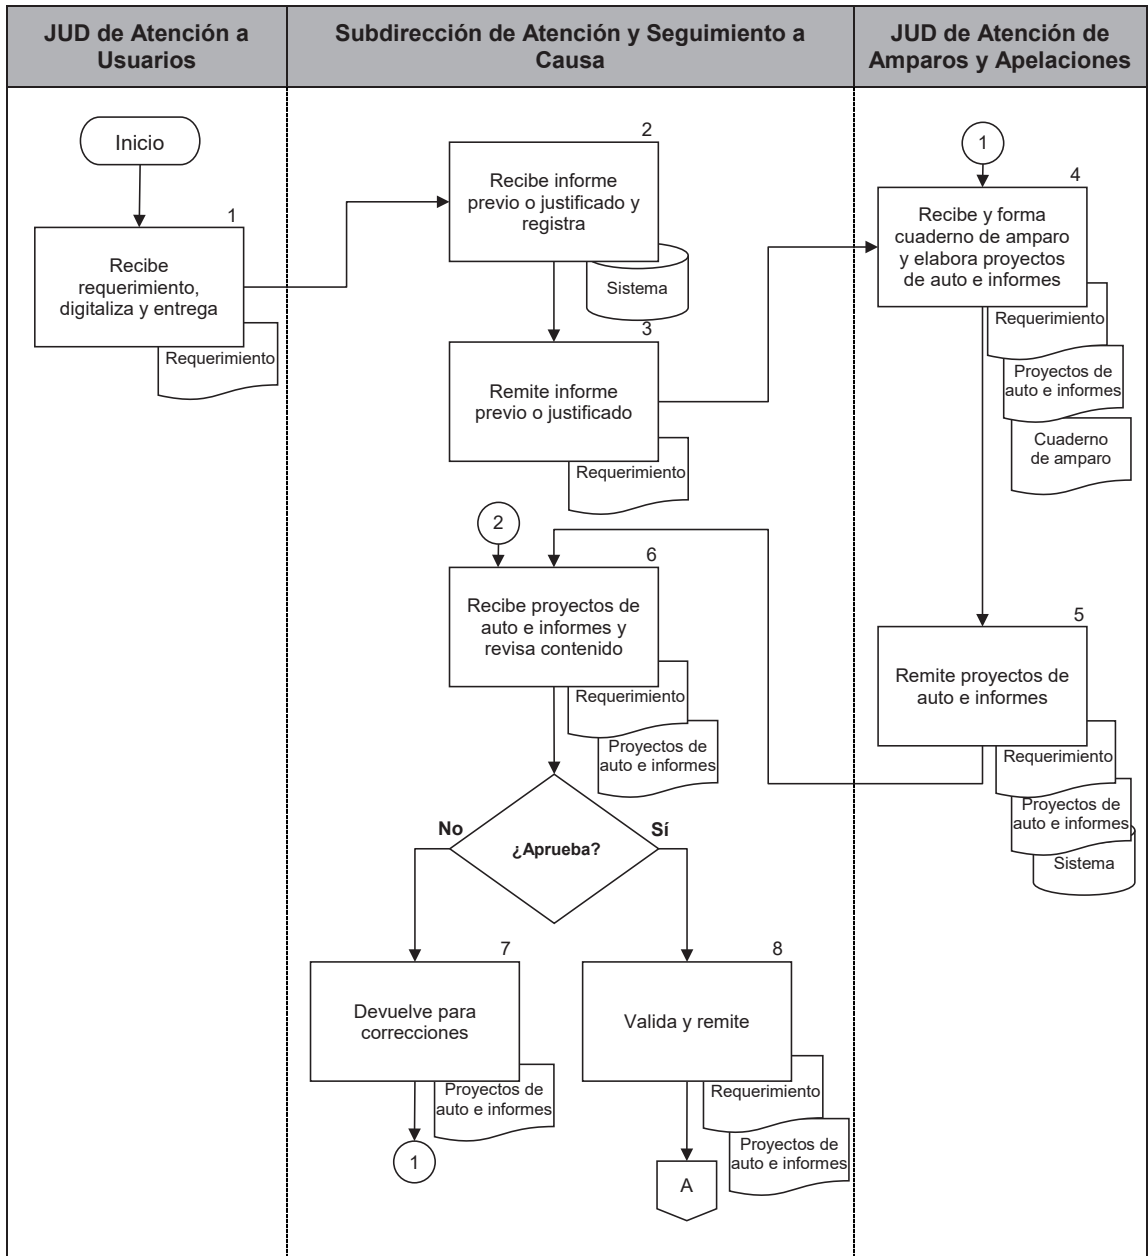 JUD de Atención a
Usuarios
Subdirección de Atención y Seguimiento a
Causa
JUD de Atención de
Amparos y Apelaciones
Inicio
1
Recibe
requerimiento,
digitaliza y entrega
Requerimiento
2
Recibe informe
previo o justificado y
registra
Sistema
3
Remite informe
previo o justificado
Requerimiento
1
4
Recibe y forma
cuaderno de amparo
y elabora proyectos
de auto e informes
Requerimiento
Proyectos de
auto e informes
Cuaderno
de amparo
5
Remite proyectos de
auto e informes
Requerimiento
Proyectos de
auto e informes
Sistema
2
6
Recibe proyectos de
auto e informes y
revisa contenido
Requerimiento
Proyectos de
auto e informes
No
¿Aprueba?
Sí
7
Devuelve para
correcciones
Proyectos de
auto e informes
1
8
Valida y remite
Requerimiento
Proyectos de
auto e informes
A